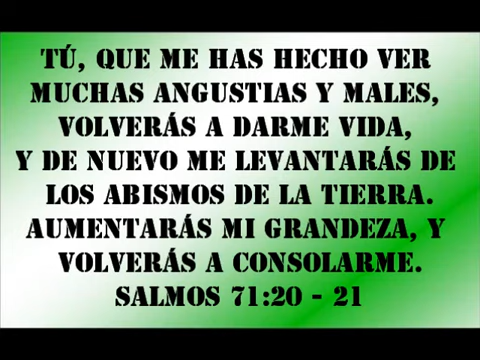 TÚ, QUE ME HAS HECHO VER
MUCHAS ANGUSTIAS Y MALES,
VOLVERÁS A DARME VIDA,
Y DE NUEVO ME LEVANTARÁS DE
LOS ABISMOS DE LA TIERRA.
AUMENTARÁS MI GRANDEZA, Y
VOLVERÁS A CONSOLARME.
SALMOS 71:20 - 21